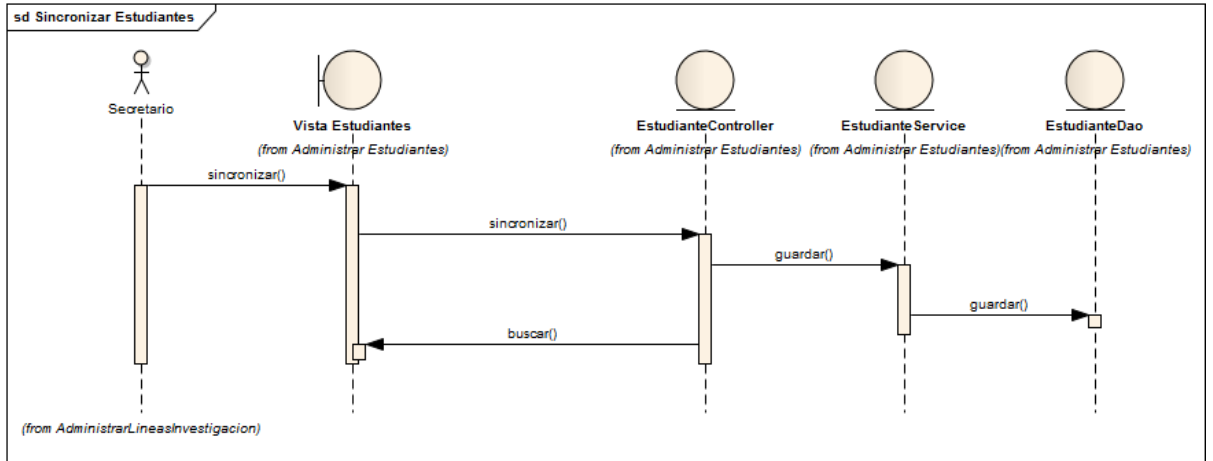 sd Sincronizar Estudiantes
Secretario
Vista Estudiantes
(from Administrar Estudiantes)
EstudianteController
(from Administrar Estudiantes)
EstudianteService
(from Administrar Estudiantes)
EstudianteDao
(from Administrar Estudiantes)
sincronizar()
sincronizar()
guardar()
guardar()
buscar()
(from AdministrarLineasInvestigacion)